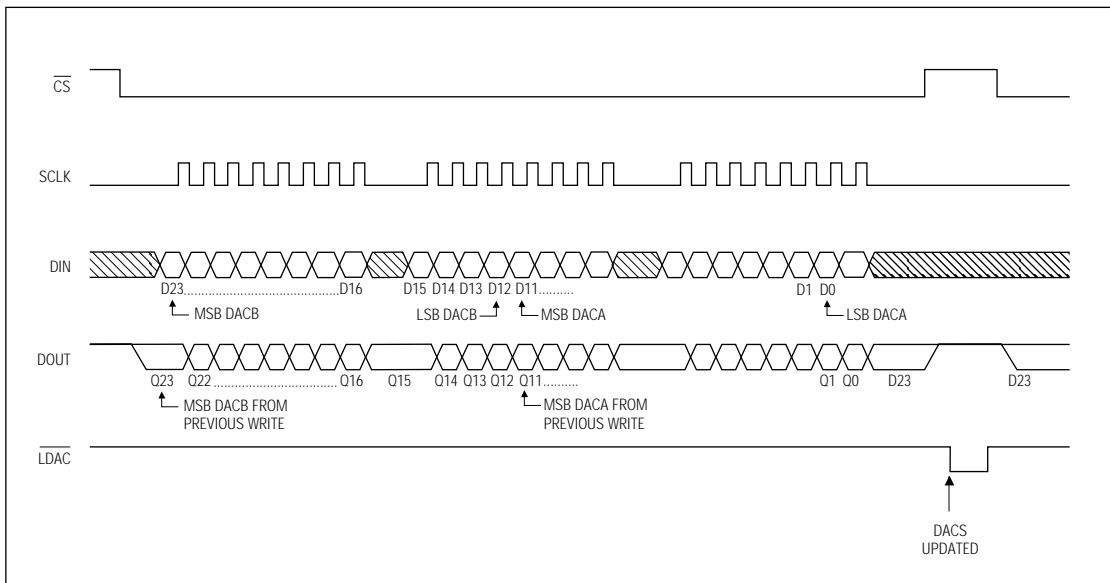 CS
SCLK
DIN
D23..........................................D16 D15 D14 D13 D12 D11.......... D1 D0
MSB DACB LSB DACB MSB DACA LSB DACA
DOUT
Q23 Q22..................................Q16 Q15 Q14 Q13 Q12 Q11.......... Q1 Q0 D23 D23
MSB DACB FROM
PREVIOUS WRITE
MSB DACA FROM
PREVIOUS WRITE
LDAC
DACS
UPDATED